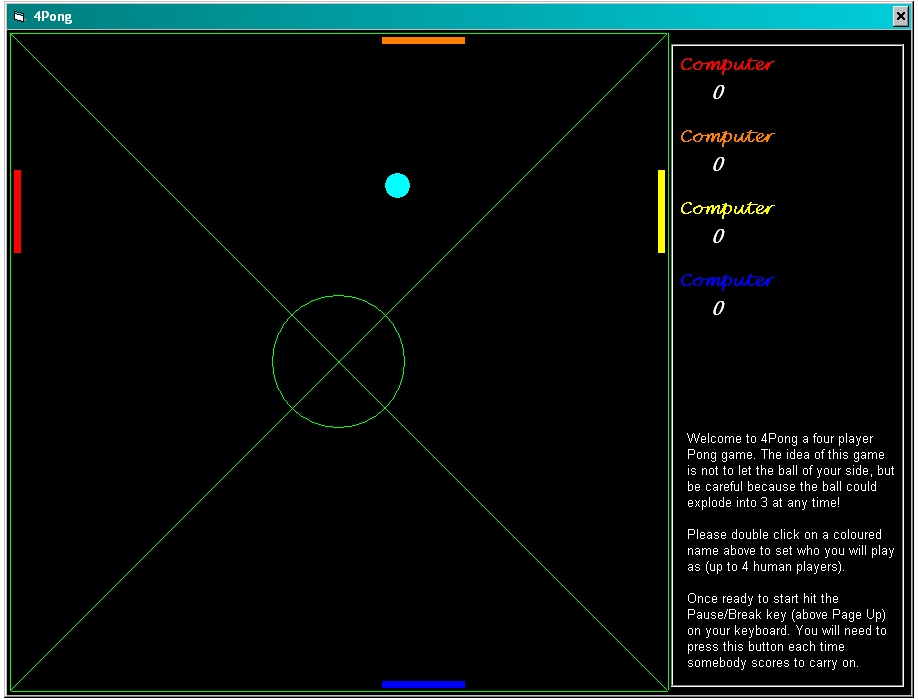 4Pong
Computer
0
Computer
0
Computer
0
Computer
0
Welcome to 4Pong a four player
Pong game. The idea of this game
is not to let the ball of your side, but
be careful because the ball could
explode into 3 at any time!
Please double click on a coloured
name above to set who you will play
as (up to 4 human players).
Once ready to start hit the
Pause/Break key (above Page Up)
on your keyboard. You will need to
press this button each time
somebody scores to carry on.